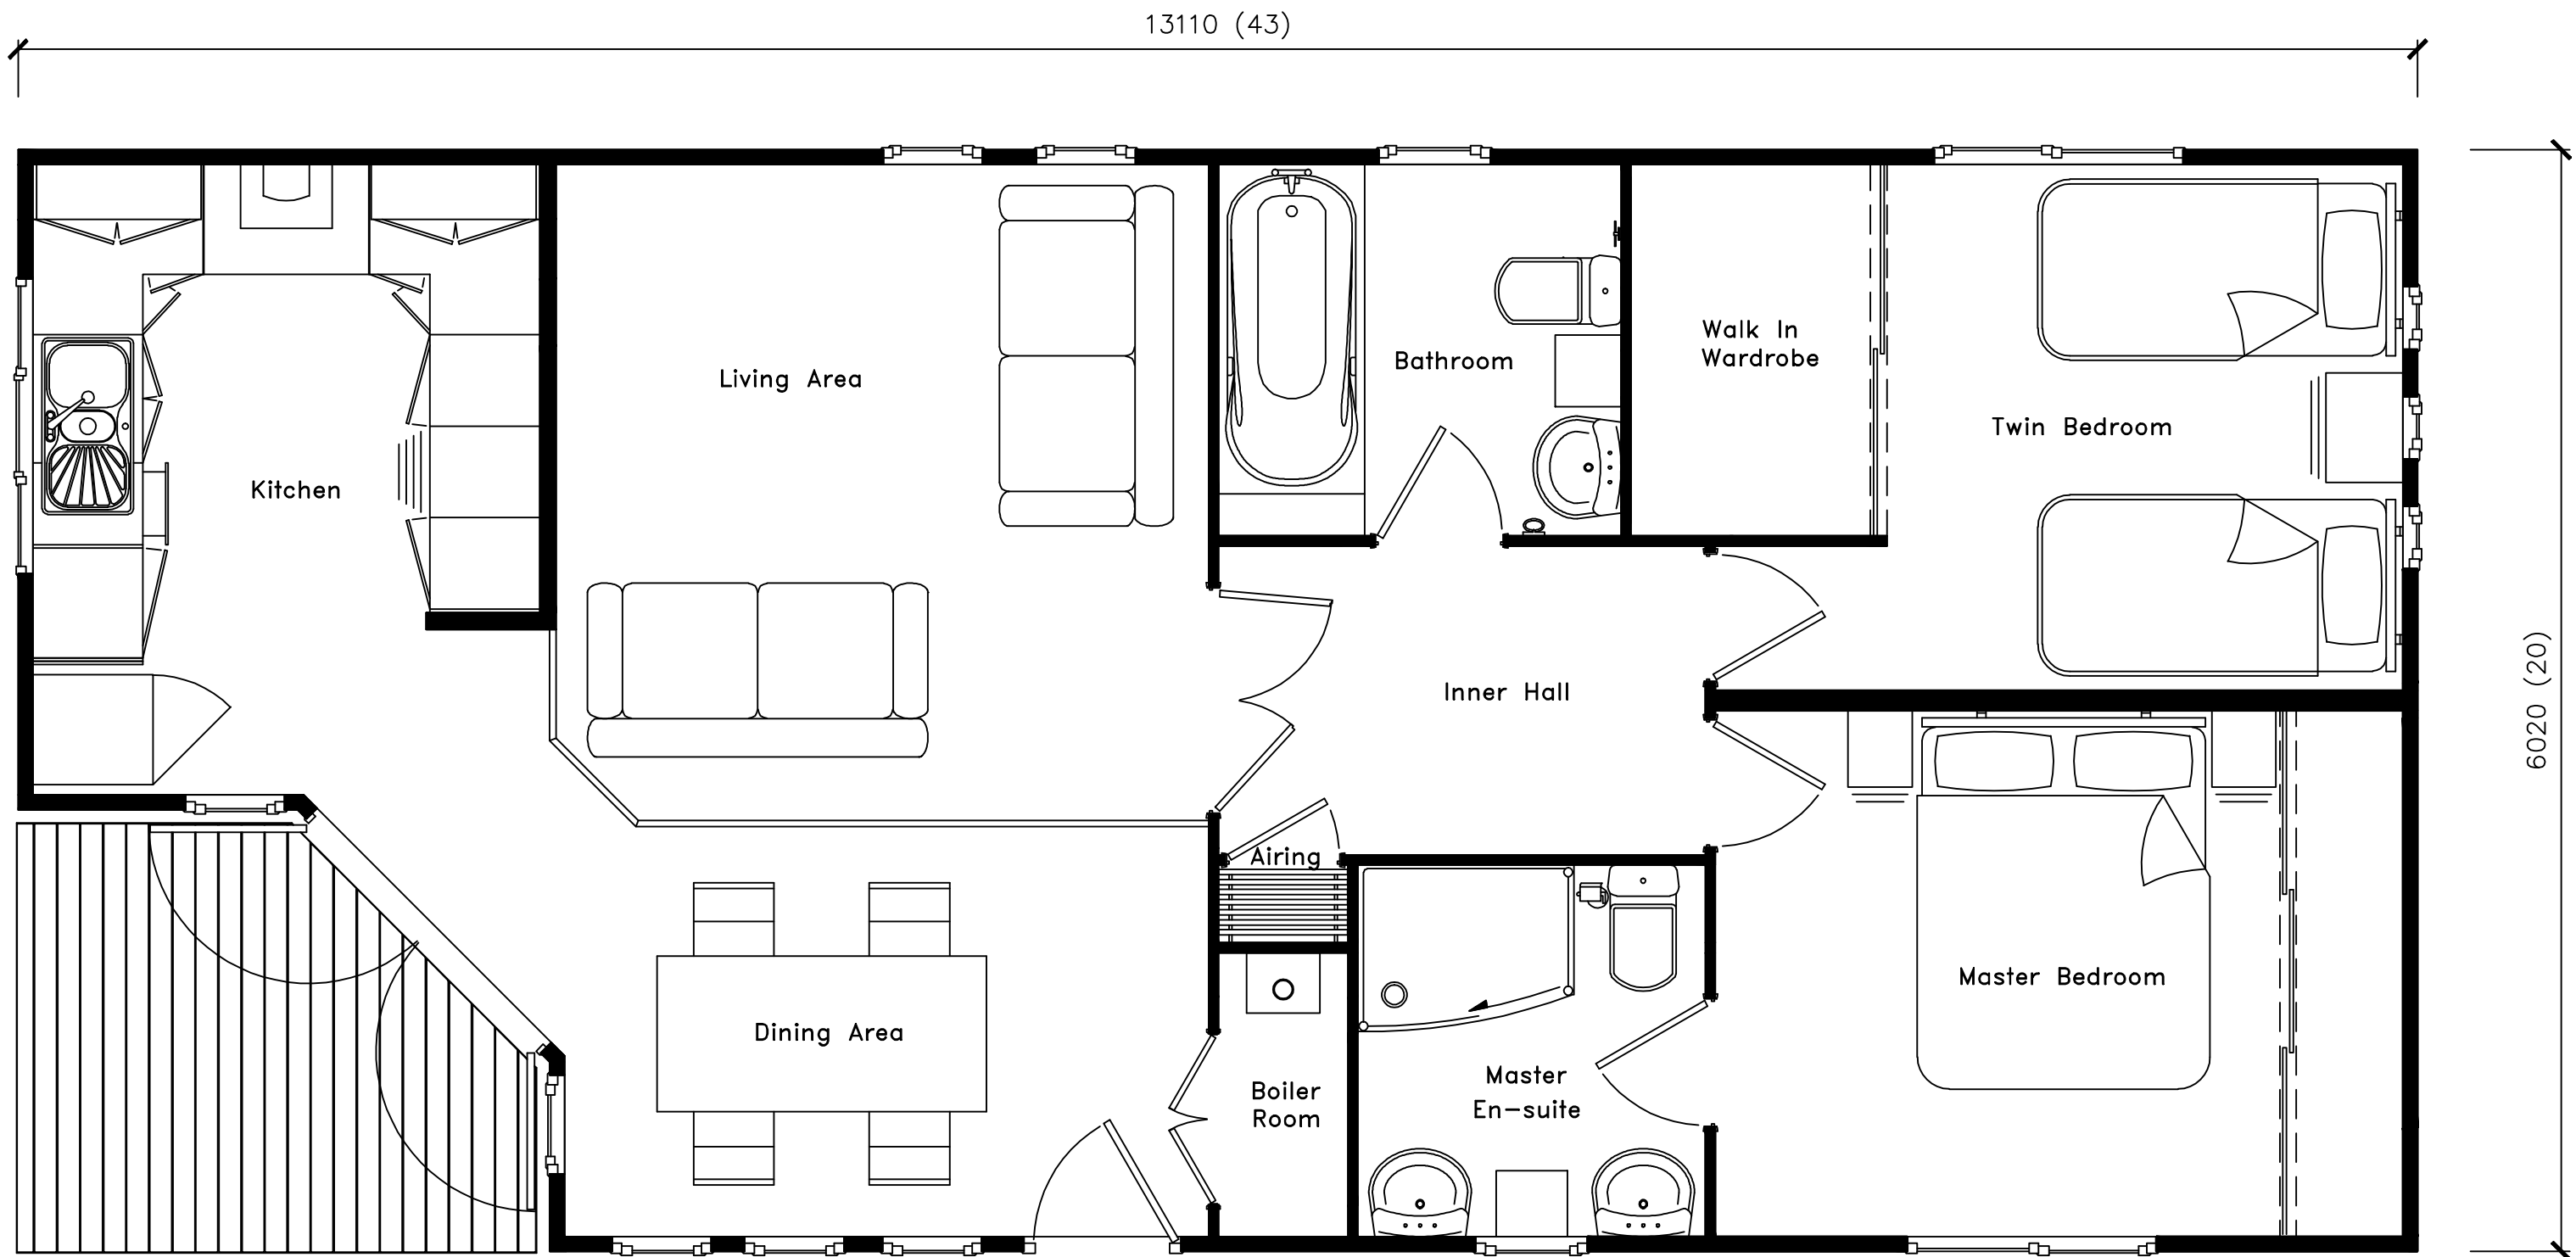 13110 (43)
Living Area
Bathroom
Walk In
Wardrobe
Twin Bedroom
Kitchen
Inner Hall
6020 (20)
Airing
Master Bedroom
Dining Area
Boiler
Room
Master
En-suite